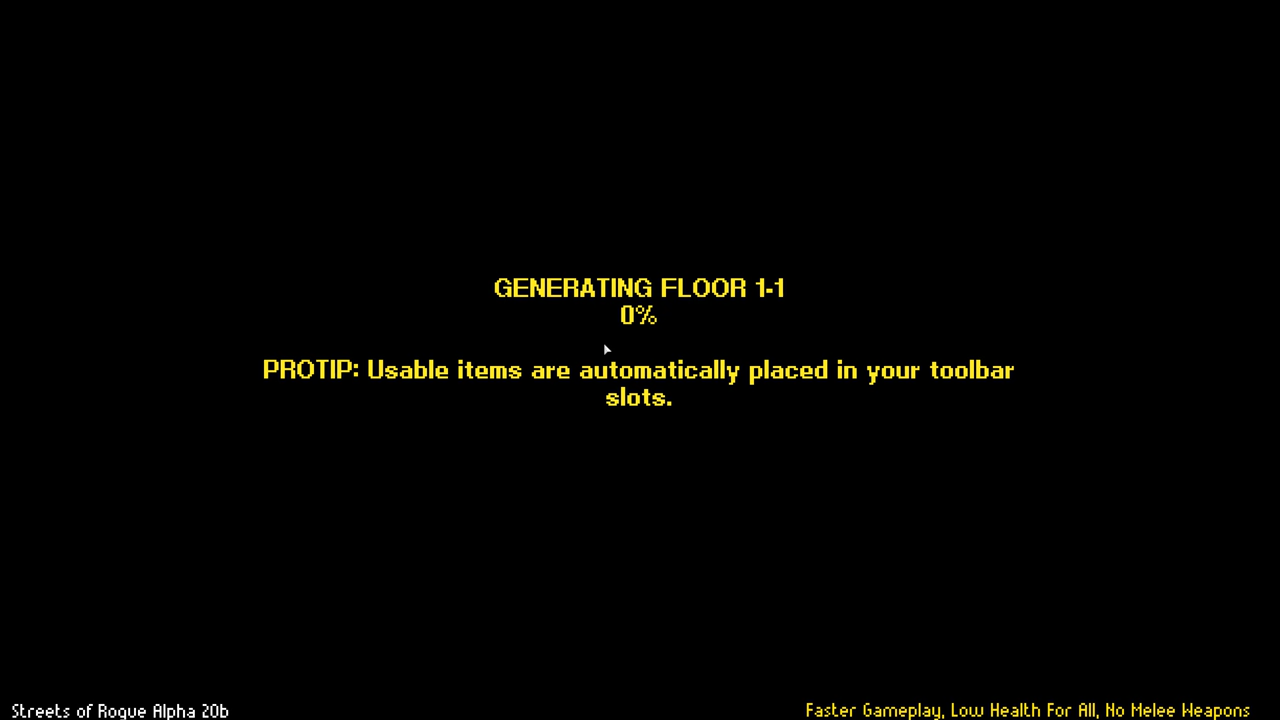 GENERATING FLOOR 1-1
0%
PROTIP: Usable items are automatically placed in your toolbar
slots.
Streets of Rogue Alpha 20b
Faster Gameplay, Low Health For All, No Melee Weapons